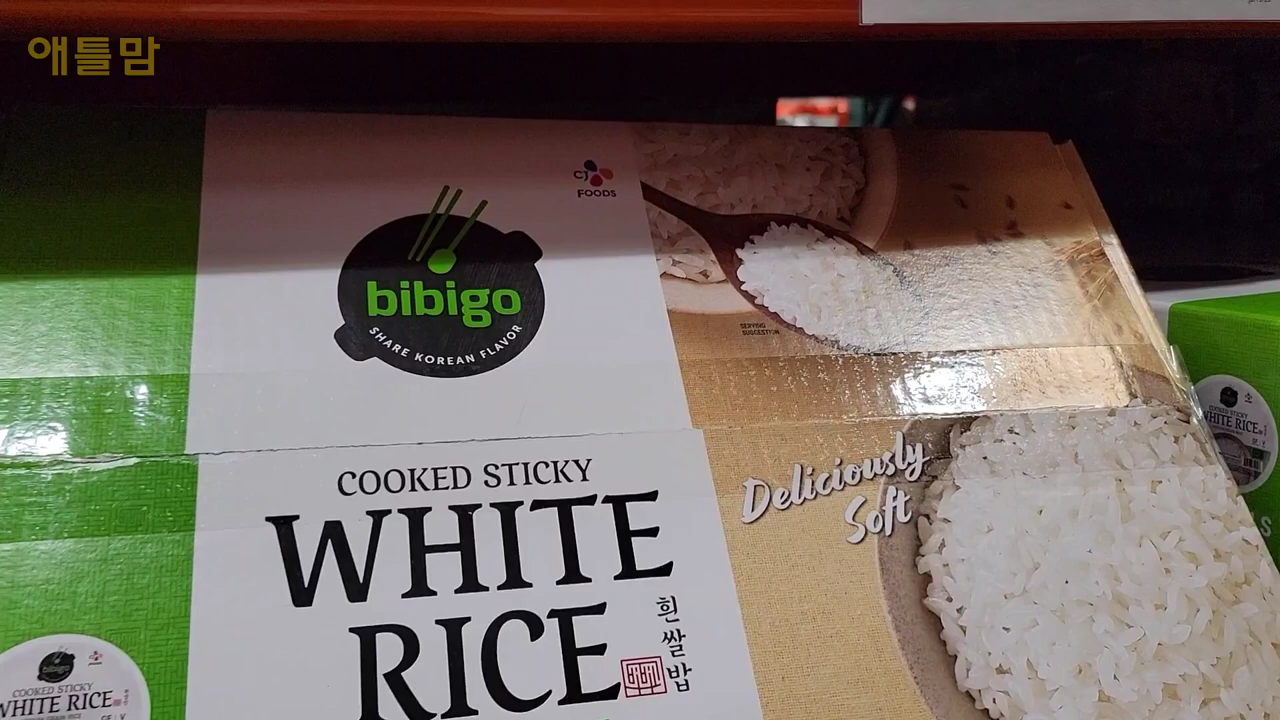 애틀맘
CJ
FOODS
bibigo
SHARE KOREAN FLAVOR
SERVING
SUGGESTION
COOKED STICKY
WHITE
RICE
흰쌀밥
Deliciously
Soft
COOKED STICKY
WHITE RICE
bibigo
COOKED STICKY
WHITE RICE